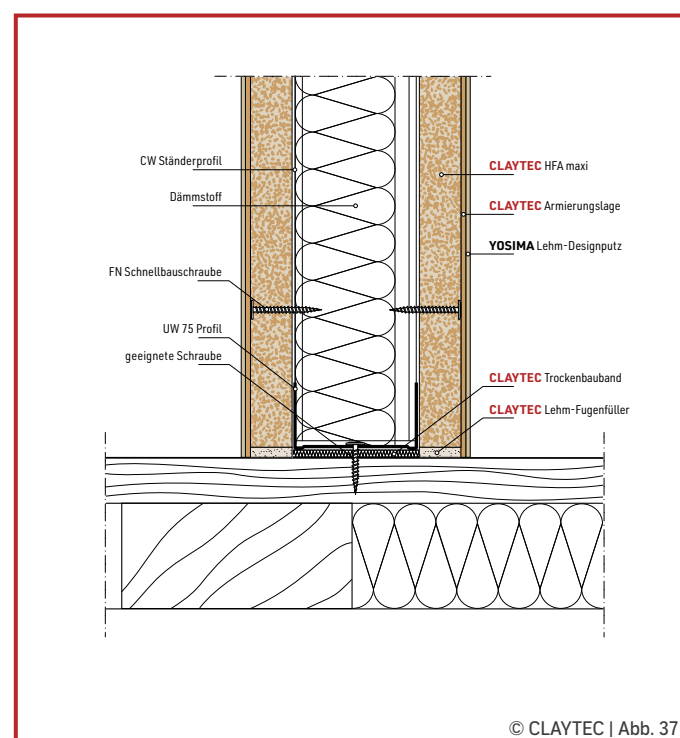 CW Ständerprofil
Dämmstoff
FN Schnellbauschraube
UW 75 Profil
geeignete Schraube
CLAYTEC HFA maxi
CLAYTEC Armierungslage
YOSIMA Lehm-Designputz
CLAYTEC Trockenbauband
CLAYTEC Lehm-Fugenfüller
© CLAYTEC | Abb. 37